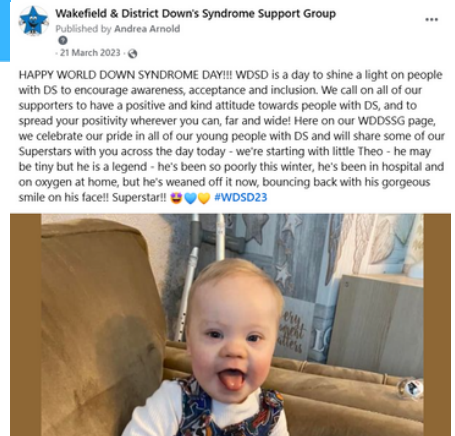 Wakefield & District Down's Syndrome Support Group
Published by Andrea Arnold
· 21 March 2023 ·
HAPPY WORLD DOWN SYNDROME DAY!!! WDSD is a day to shine a light on people
with DS to encourage awareness, acceptance and inclusion. We call on all of our
supporters to have a positive and kind attitude towards people with DS, and to
spread your positivity wherever you can, far and wide! Here on our WDDSSG page,
we celebrate our pride in all of our young people with DS and will share some of our
Superstars with you across the day today - we're starting with little Theo - he may
be tiny but he is a legend - he's been so poorly this winter, he's been in hospital and
on oxygen at home, but he's weaned off it now, bouncing back with his gorgeous
smile on his face!! Superstar!! 🤩💙💛 #WDSD23